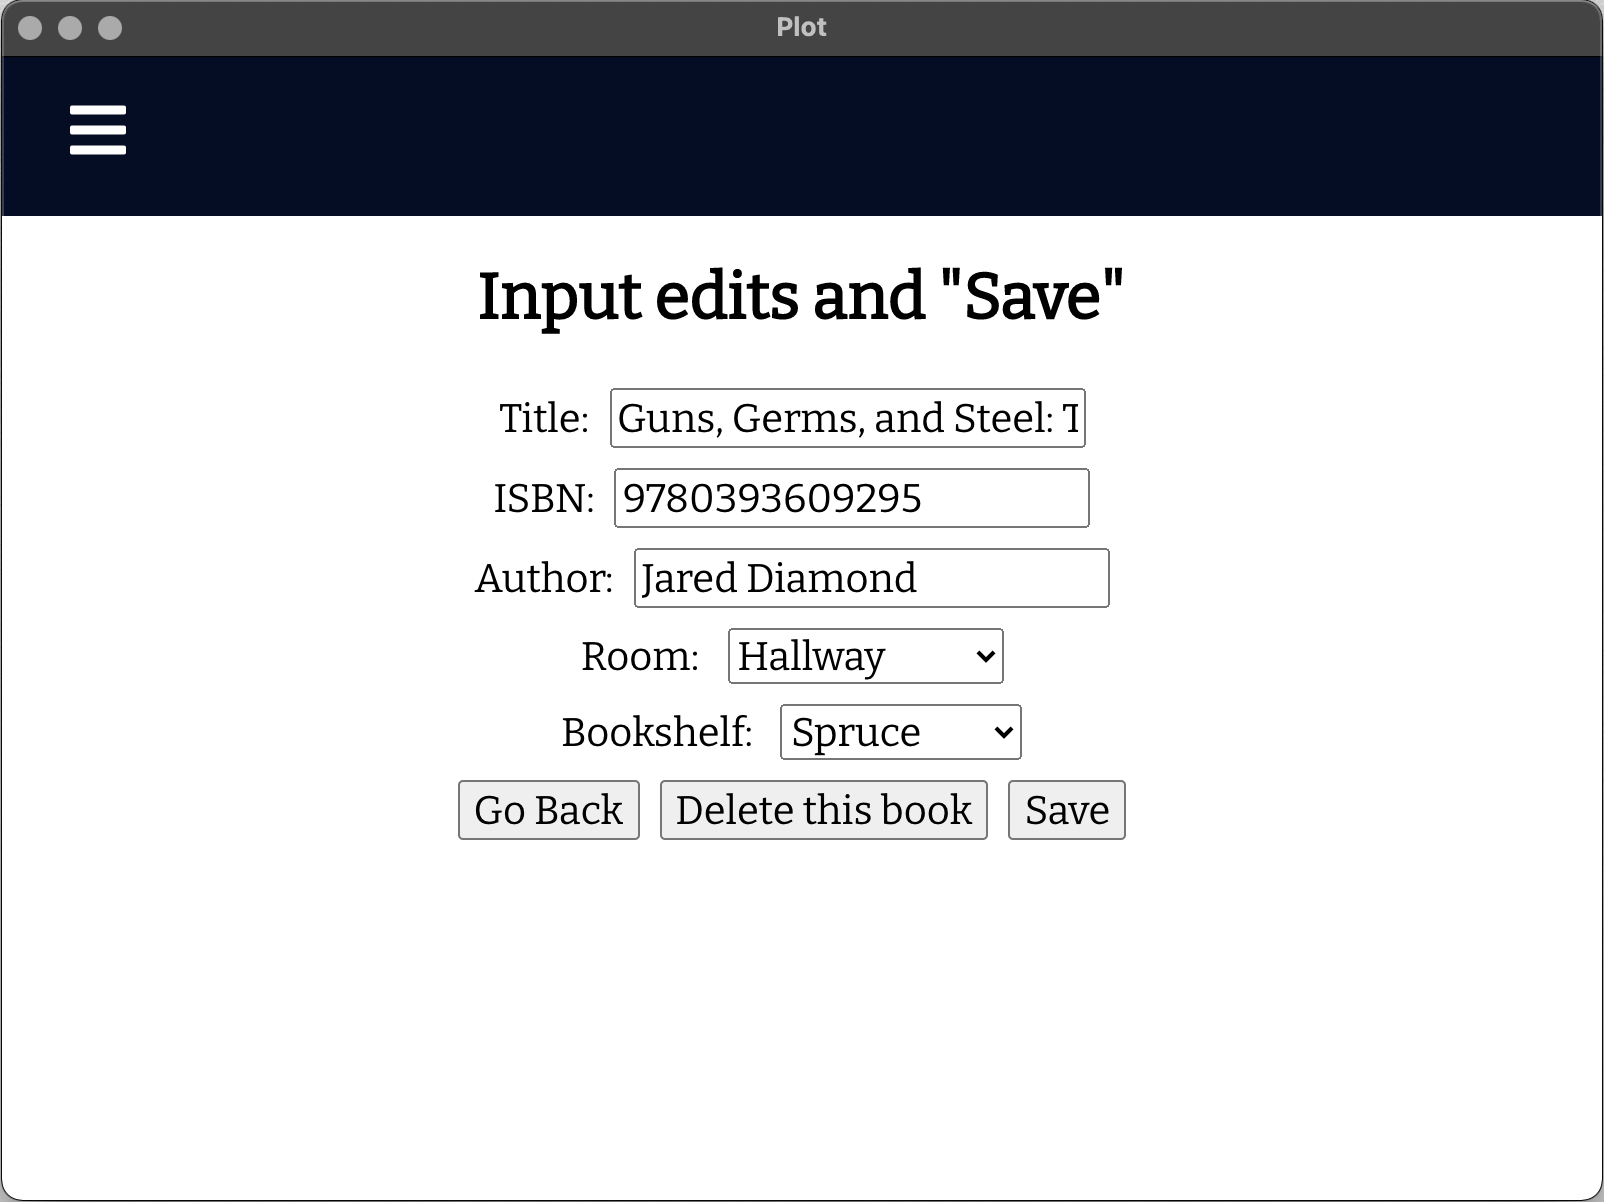 Plot
Input edits and "Save"
Title: Guns, Germs, and Steel: T
ISBN: 9780393609295
Author: Jared Diamond
Room: Hallway
Bookshelf: Spruce
Go Back Delete this book Save